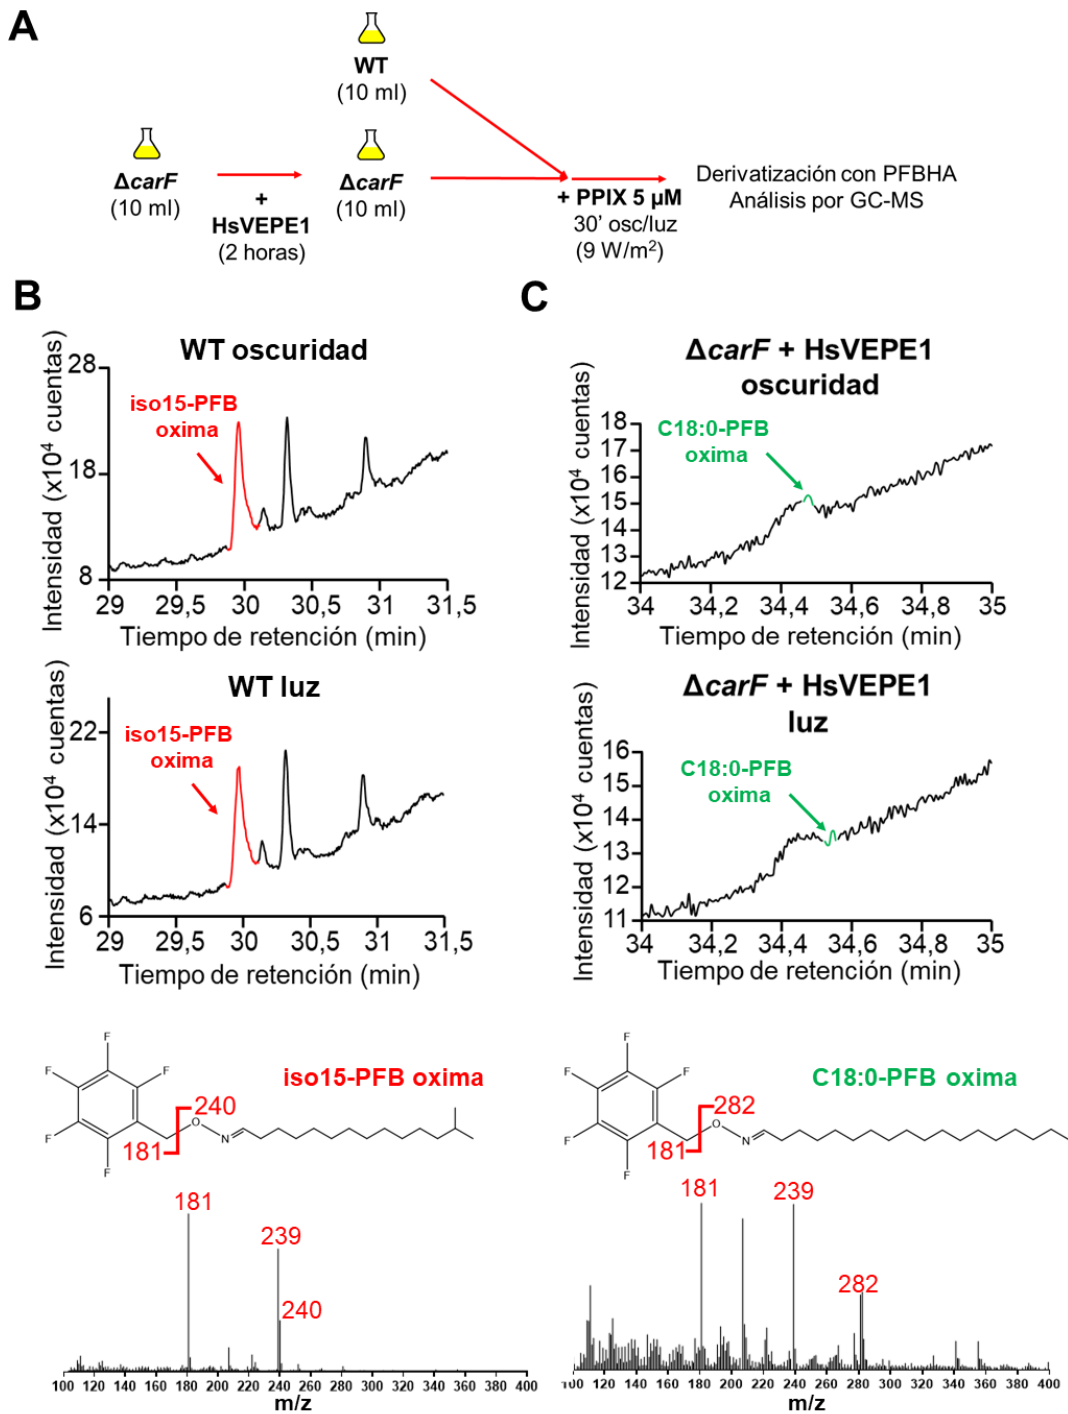 A
WT
(10 ml)
ΔcarF
(10 ml)
+
HsVEPE1
(2 horas)
ΔcarF
(10 ml)
+ PPIX 5 µM
30’ osc/luz
(9 W/m²)
Derivatización con PFBHA
Análisis por GC-MS
B
WT oscuridad
Intensidad (x10⁴ cuentas)
28
18
8
iso15-PFB
oxima
29 29,5 30 30,5 31 31,5
Tiempo de retención (min)
WT luz
Intensidad (x10⁴ cuentas)
22
14
6
iso15-PFB
oxima
29 29,5 30 30,5 31 31,5
Tiempo de retención (min)
C
ΔcarF + HsVEPE1
oscuridad
Intensidad (x10⁴ cuentas)
18
17
16
15
14
13
12
C18:0-PFB
oxima
34 34,2 34,4 34,6 34,8 35
Tiempo de retención (min)
ΔcarF + HsVEPE1
luz
Intensidad (x10⁴ cuentas)
16
15
14
13
12
11
C18:0-PFB
oxima
34 34,2 34,4 34,6 34,8 35
Tiempo de retención (min)
iso15-PFB oxima
F
F
F
F
F
O
N
240
181
181
239
240
100 120 140 160 180 200 220 240 260 280 300 320 340 360 380 400
m/z
C18:0-PFB oxima
F
F
F
F
F
O
N
282
181
181
239
282
100 120 140 160 180 200 220 240 260 280 300 320 340 360 380 400
m/z